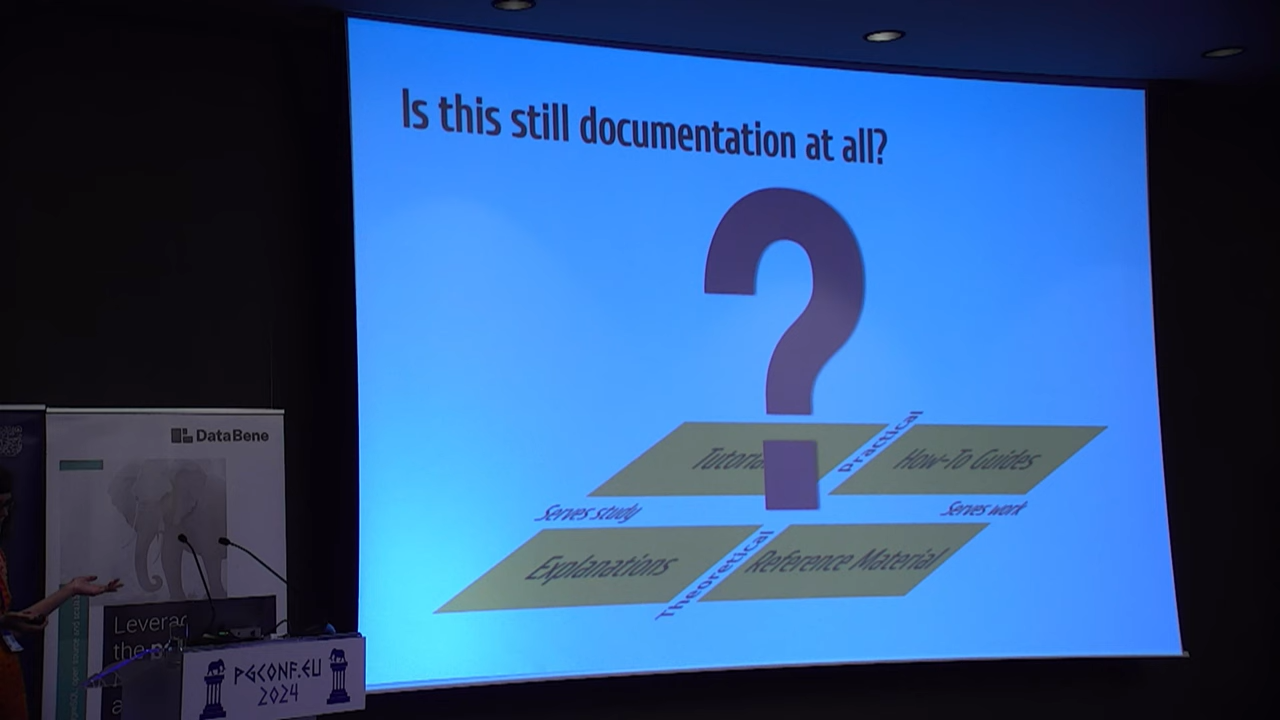 Is this still documentation at all?
?
Practical
How-To Guides
Serves study
Serves work
Explanations
Theoretical
Reference Material
DataBene
the
PGCONF.EU
2024